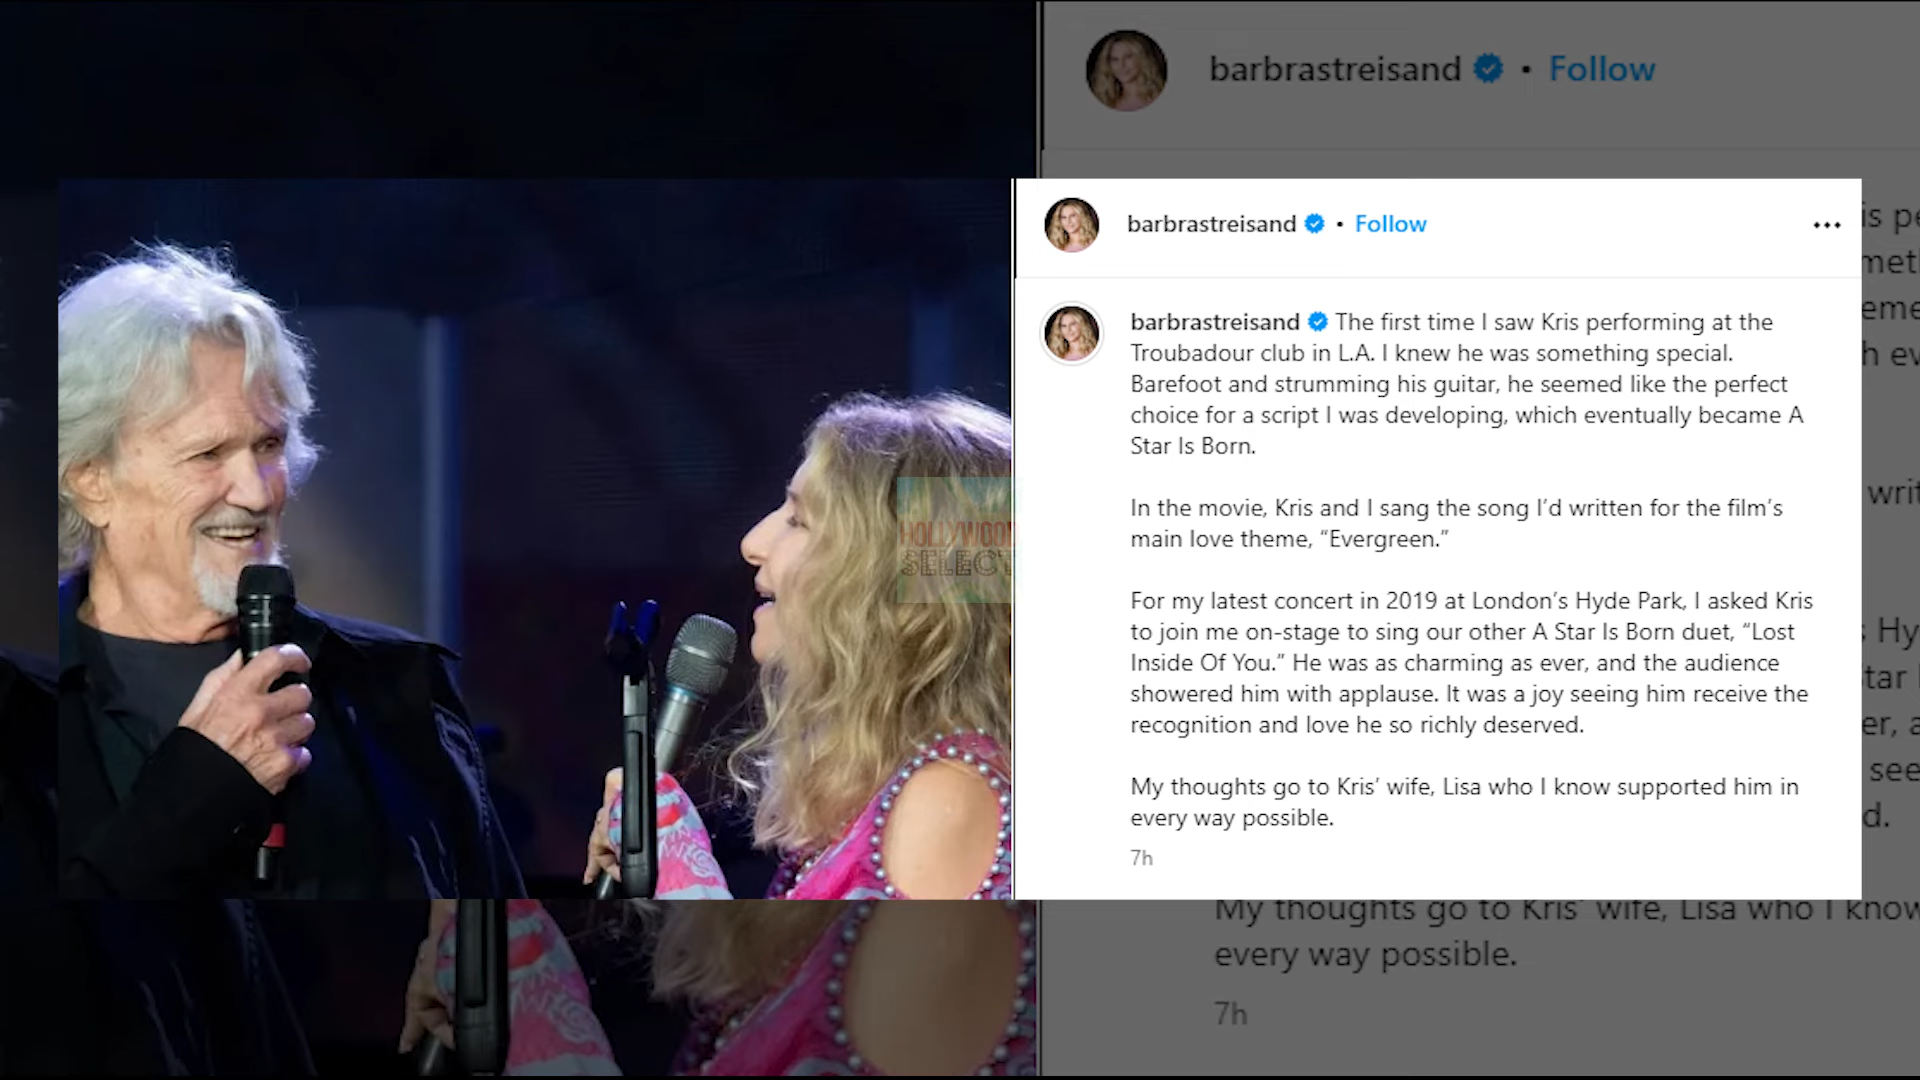 barbrastreisand • Follow
is pe
barbrastreisand • Follow
barbrastreisand The first time I saw Kris performing at the
Troubadour club in L.A. I knew he was something special.
Barefoot and strumming his guitar, he seemed like the perfect
choice for a script I was developing, which eventually became A
Star Is Born.
In the movie, Kris and I sang the song I’d written for the film’s
main love theme, “Evergreen.”
For my latest concert in 2019 at London’s Hyde Park, I asked Kris
to join me on-stage to sing our other A Star Is Born duet, “Lost
Inside Of You.” He was as charming as ever, and the audience
showered him with applause. It was a joy seeing him receive the
recognition and love he so richly deserved.
My thoughts go to Kris’ wife, Lisa who I know supported him in
every way possible.
7h
HOLLYWOOD
SELECT
My thoughts go to Kris’ wife, Lisa who I know
every way possible.
7h